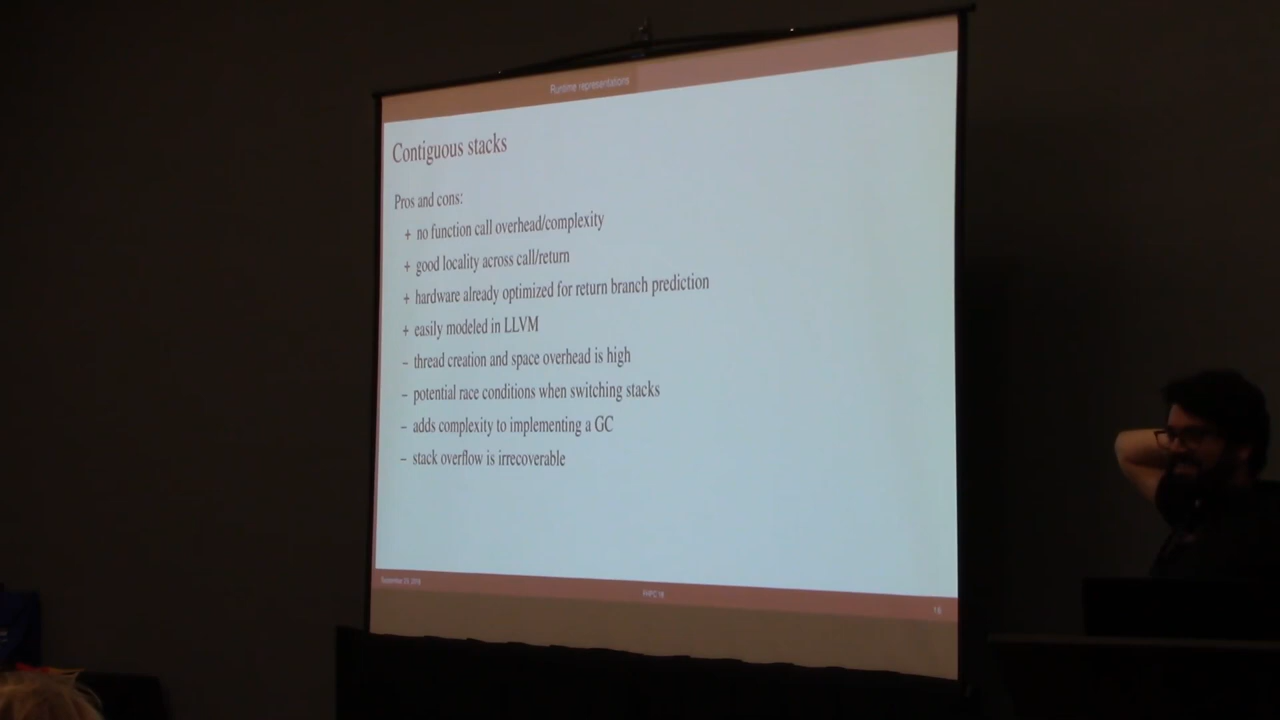 Runtime representations
Contiguous stacks
Pros and cons:
+ no function call overhead/complexity
+ good locality across call/return
+ hardware already optimized for return branch prediction
+ easily modeled in LLVM
– thread creation and space overhead is high
– potential race conditions when switching stacks
– adds complexity to implementing a GC
– stack overflow is irrecoverable